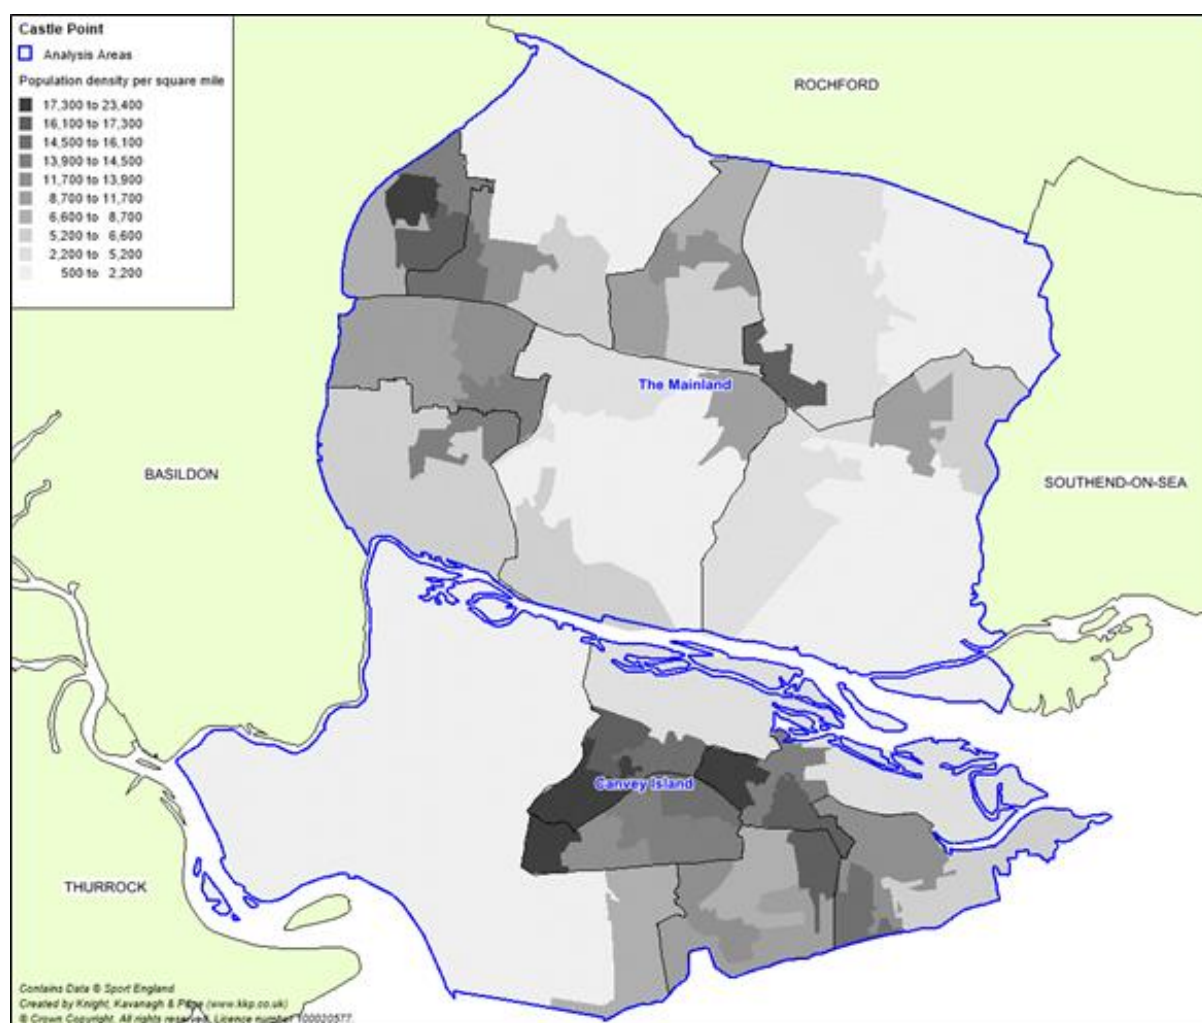 Castle Point
Analysis Areas
Population density per square mile
17,300 to 23,400
16,100 to 17,300
14,500 to 16,100
13,900 to 14,500
11,700 to 13,900
8,700 to 11,700
6,600 to 8,700
5,200 to 6,600
2,200 to 5,200
500 to 2,200
ROCHFORD
The Mainland
BASILDON
SOUTHEND-ON-SEA
Canvey Island
THURROCK
Contains Data © Sport England
Created by Knight, Kavanagh & Page (www.kkp.co.uk)
© Crown Copyright. All rights reserved. Licence number 100020577.